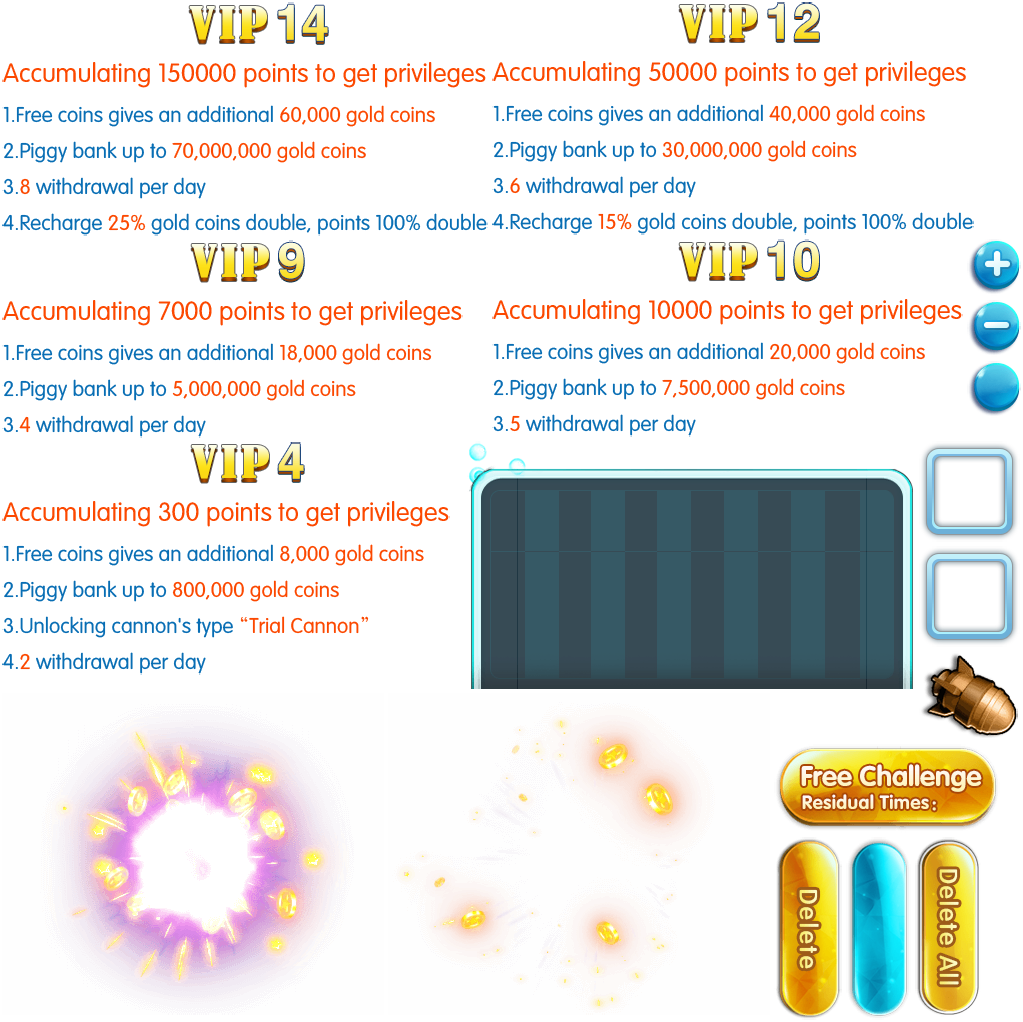 VIP 14
Accumulating 150000 points to get privileges
1.Free coins gives an additional 60,000 gold coins
2.Piggy bank up to 70,000,000 gold coins
3.8 withdrawal per day
4.Recharge 25% gold coins double, points 100% double
VIP 12
Accumulating 50000 points to get privileges
1.Free coins gives an additional 40,000 gold coins
2.Piggy bank up to 30,000,000 gold coins
3.6 withdrawal per day
4.Recharge 15% gold coins double, points 100% double
VIP 9
Accumulating 7000 points to get privileges
1.Free coins gives an additional 18,000 gold coins
2.Piggy bank up to 5,000,000 gold coins
3.4 withdrawal per day
VIP 10
Accumulating 10000 points to get privileges
1.Free coins gives an additional 20,000 gold coins
2.Piggy bank up to 7,500,000 gold coins
3.5 withdrawal per day
VIP 4
Accumulating 300 points to get privileges
1.Free coins gives an additional 8,000 gold coins
2.Piggy bank up to 800,000 gold coins
3.Unlocking cannon's type “Trial Cannon”
4.2 withdrawal per day
Free Challenge
Residual Times:
Delete
Delete All